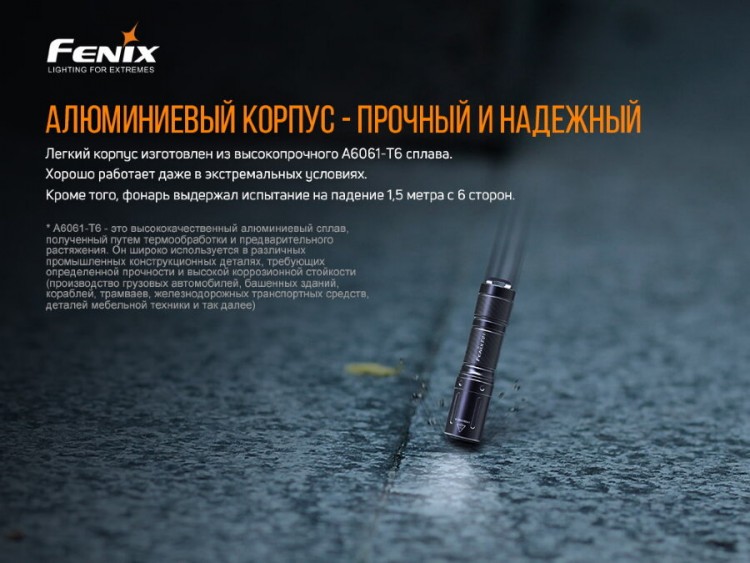 FENIX
LIGHTING FOR EXTREMES
АЛЮМИНИЕВЫЙ КОРПУС - ПРОЧНЫЙ И НАДЕЖНЫЙ
Легкий корпус изготовлен из высокопрочного А6061-Т6 сплава.
Хорошо работает даже в экстремальных условиях.
Кроме того, фонарь выдержал испытание на падение 1,5 метра с 6 сторон.
* A6061-T6 - это высококачественный алюминиевый сплав,
полученный путем термообработки и предварительного
растяжения. Он широко используется в различных
промышленных конструкционных деталях, требующих
определенной прочности и высокой коррозионной стойкости
(производство грузовых автомобилей, башенных зданий,
кораблей, трамваев, железнодорожных транспортных средств,
деталей мебельной техники и так далее)
FENIX